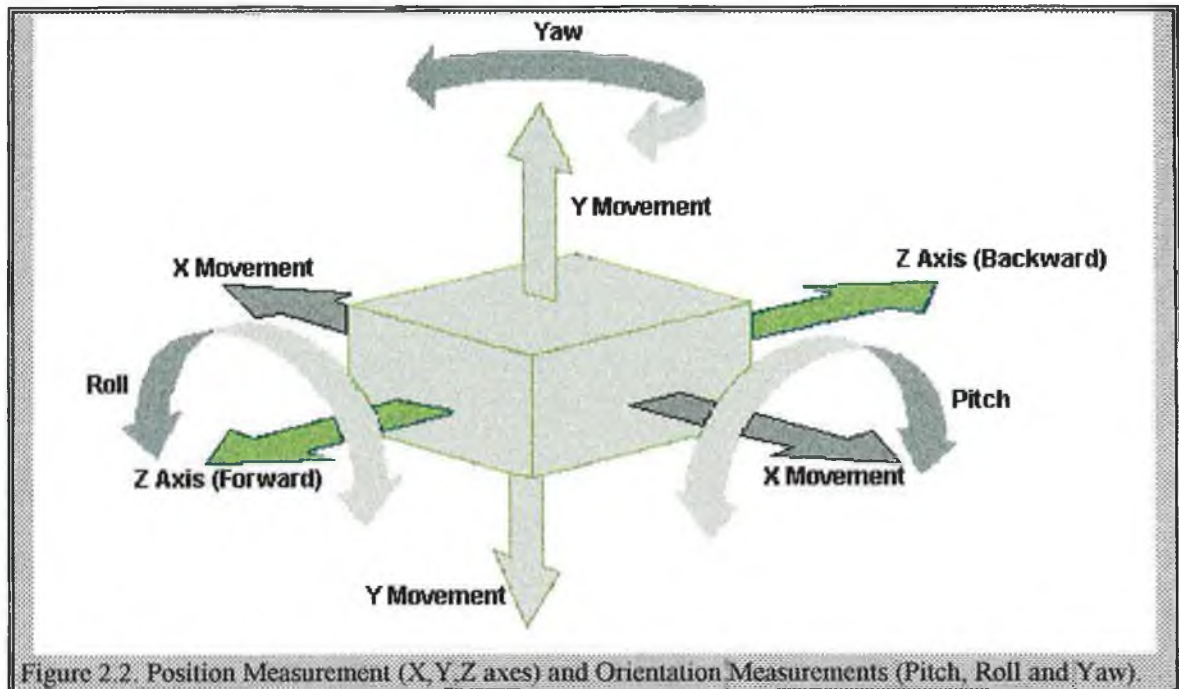 Yaw
Y Movement
X Movement
Z Axis (Backward)
Roll
Pitch
Z Axis (Forward)
X Movement
Y Movement
Figure 2.2. Position Measurement (X,Y,Z axes) and Orientation Measurements (Pitch, Roll and Yaw).